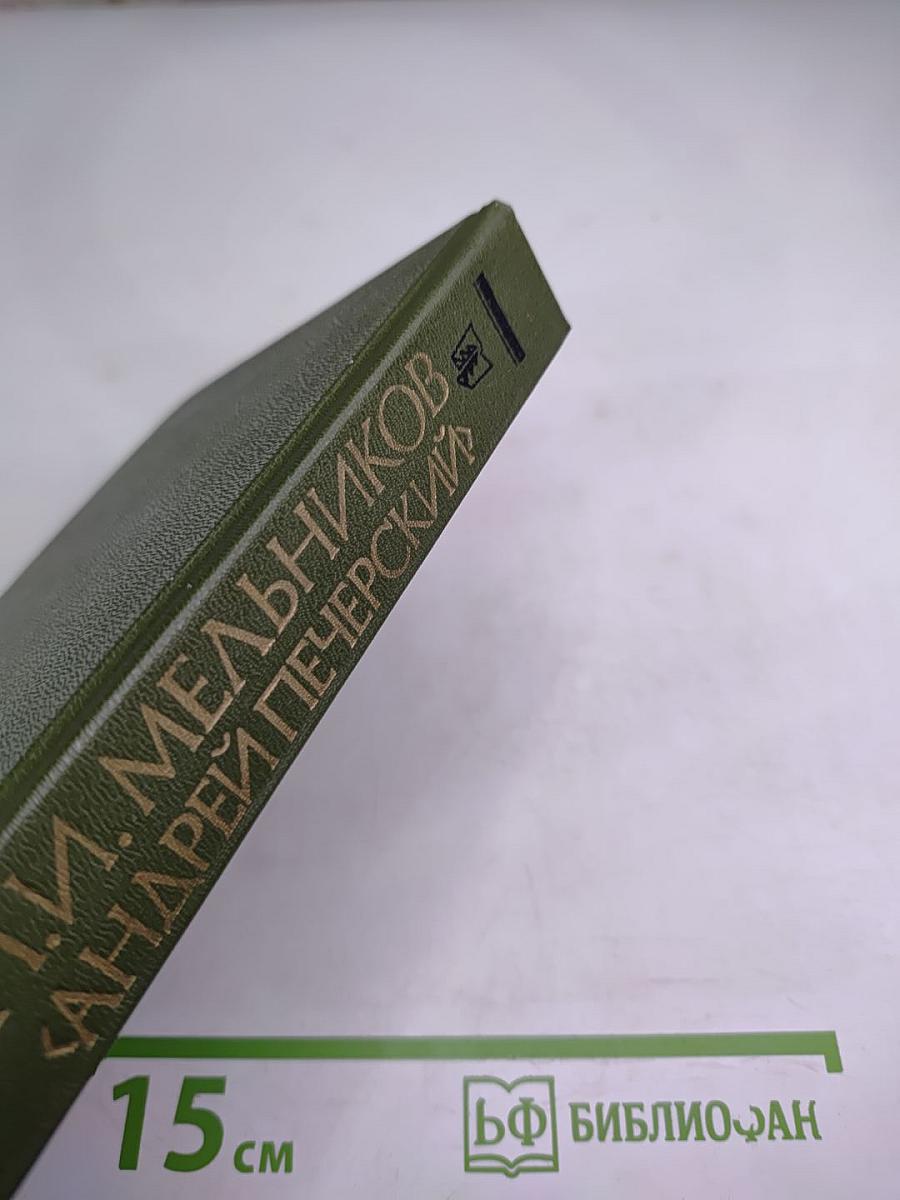 П.И. МЕЛЬНИКОВ
‹АНДРЕЙ ПЕЧЕРСКИЙ›
15 см
БФ БИБЛИОФАН